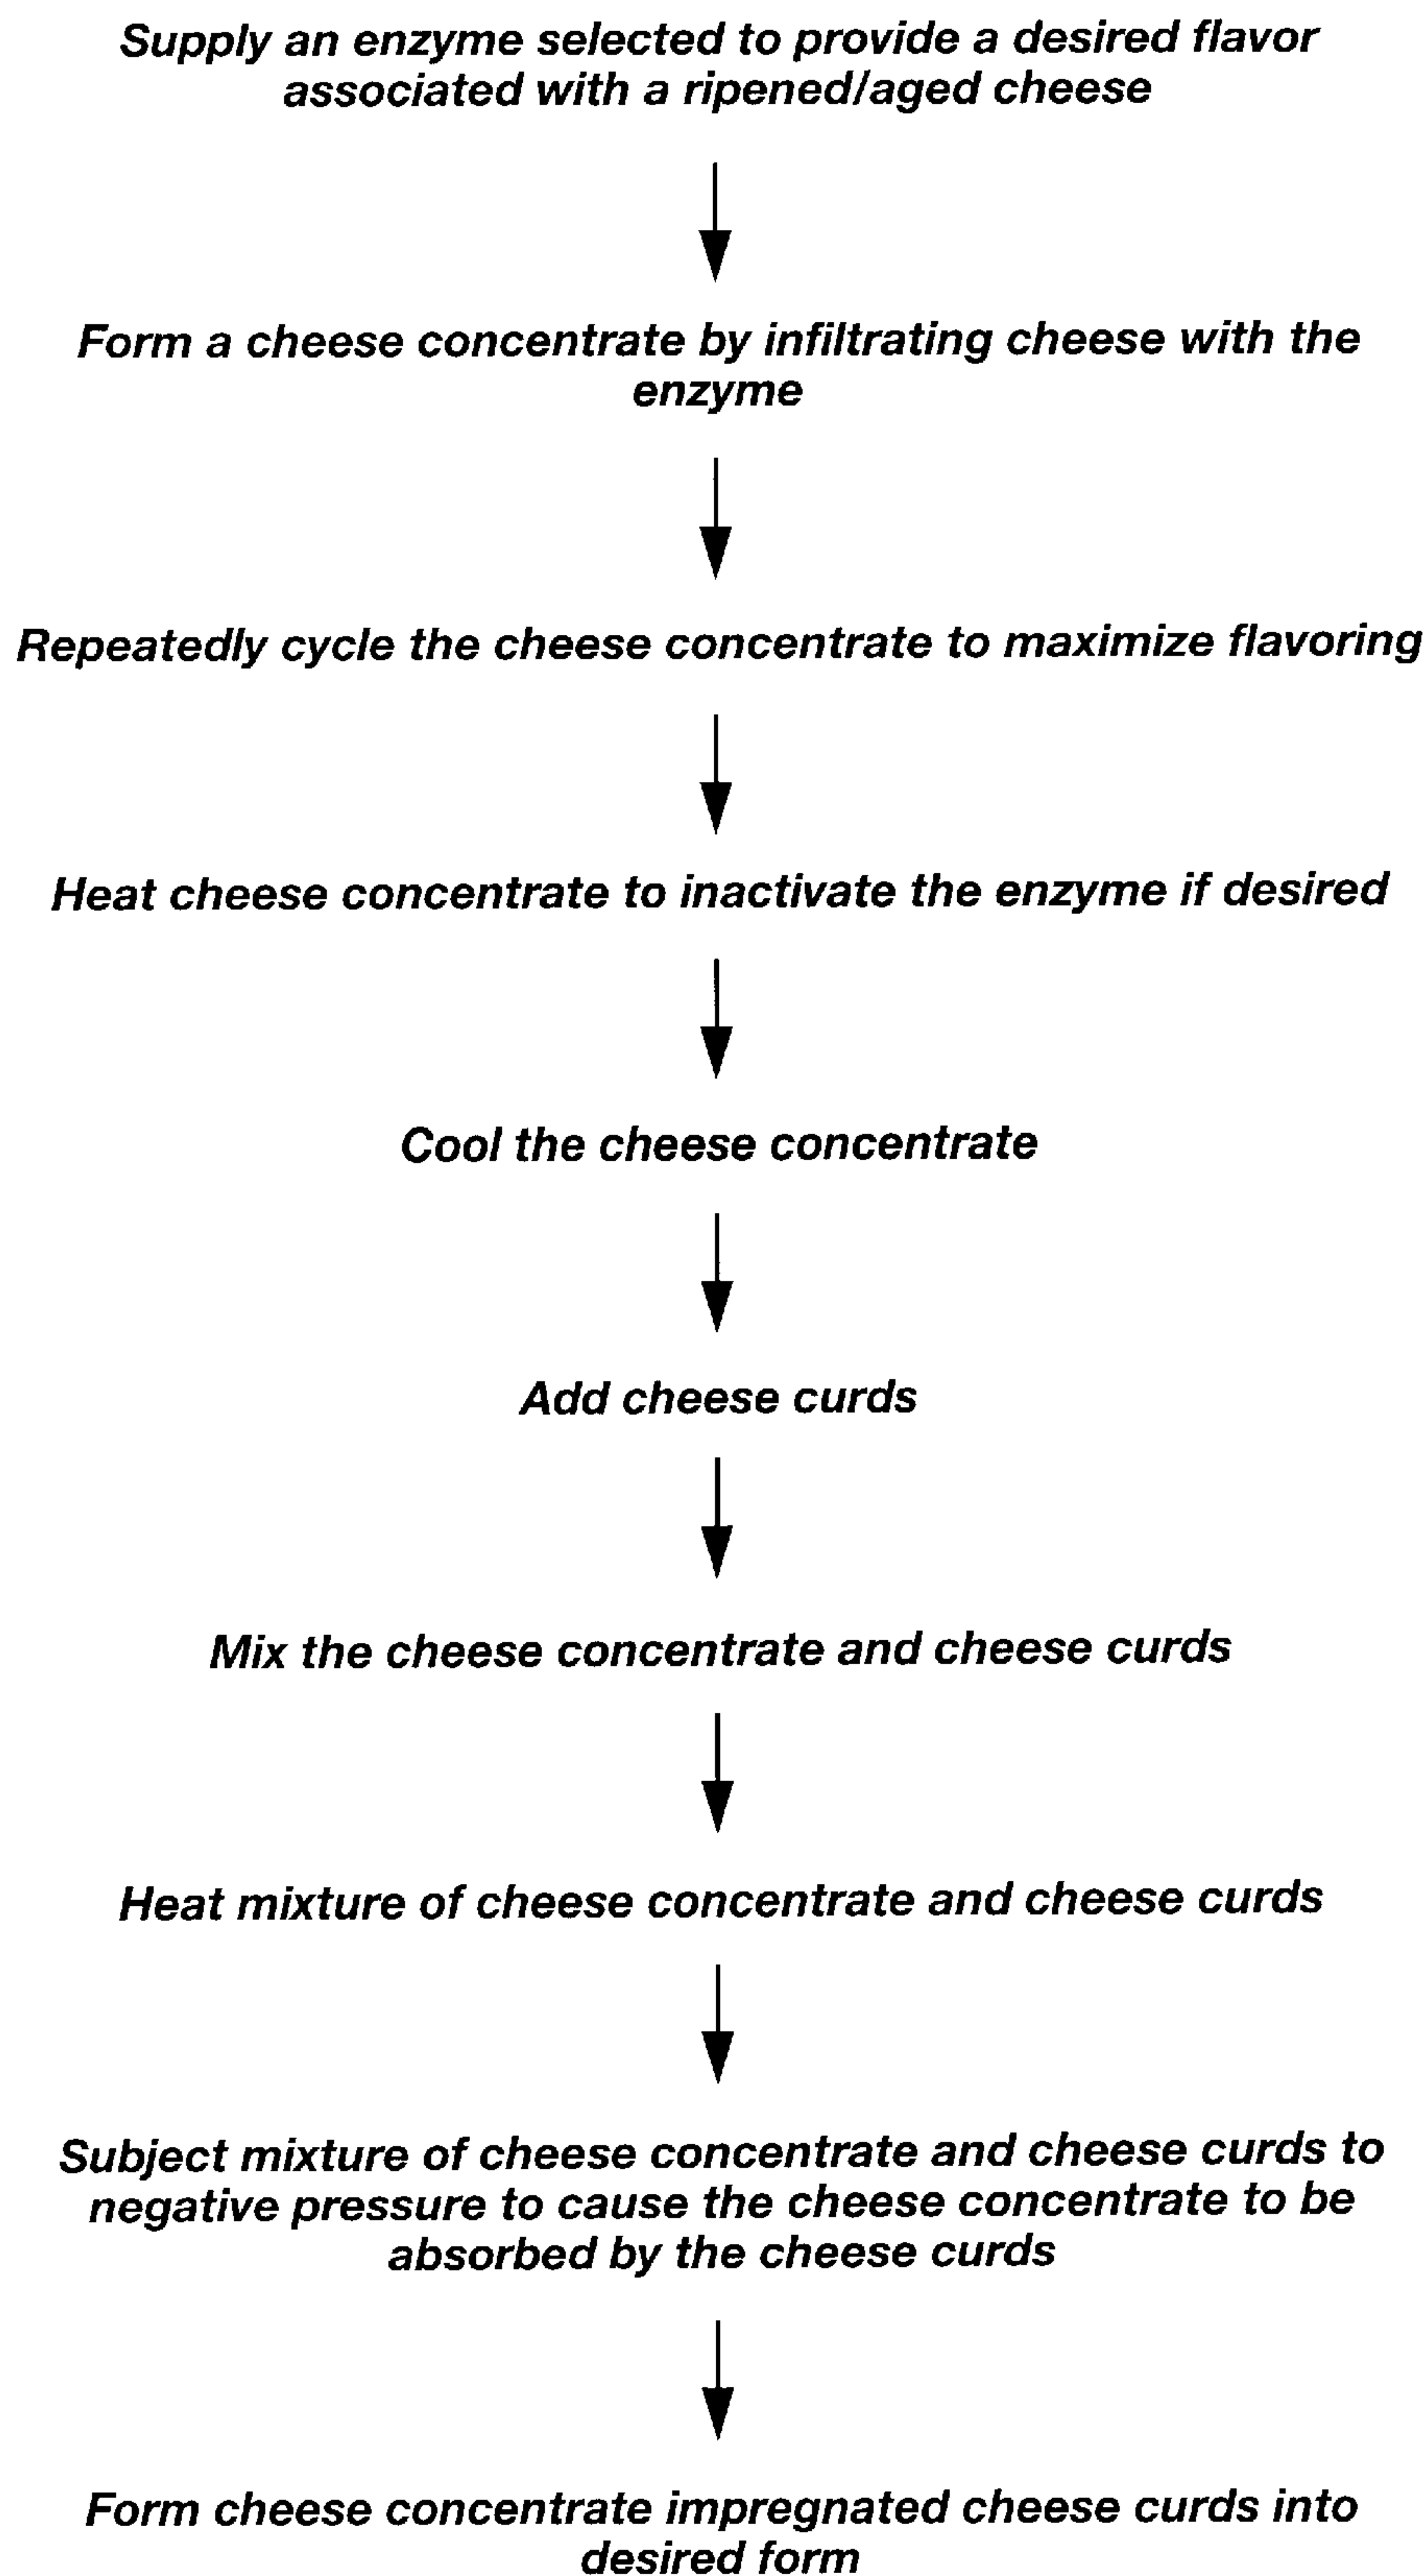 Supply an enzyme selected to provide a desired flavor
associated with a ripened/aged cheese
Form a cheese concentrate by infiltrating cheese with the
enzyme
Repeatedly cycle the cheese concentrate to maximize flavoring
Heat cheese concentrate to inactivate the enzyme if desired
Cool the cheese concentrate
Add cheese curds
Mix the cheese concentrate and cheese curds
Heat mixture of cheese concentrate and cheese curds
Subject mixture of cheese concentrate and cheese curds to
negative pressure to cause the cheese concentrate to be
absorbed by the cheese curds
Form cheese concentrate impregnated cheese curds into
desired form